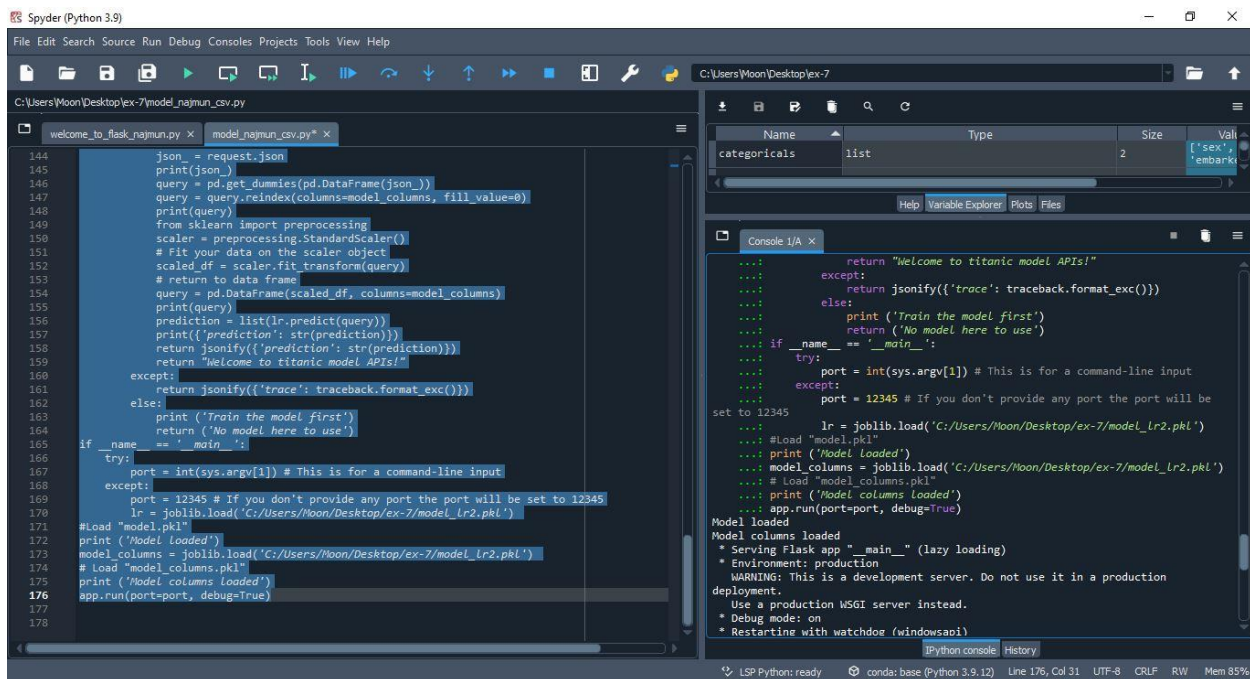 Spyder (Python 3.9)
File Edit Search Source Run Debug Consoles Projects Tools View Help
C:\Users\Moon\Desktop\ex-7
C:\Users\Moon\Desktop\ex-7\model_najmun_csv.py
welcome_to_flask_najmun.py
model_najmun_csv.py*
144 json_ = request.json
145 print(json_)
146 query = pd.get_dummies(pd.DataFrame(json_))
147 query = query.reindex(columns=model_columns, fill_value=0)
148 print(query)
149 from sklearn import preprocessing
150 scaler = preprocessing.StandardScaler()
151 # Fit your data on the scaler object
152 scaled_df = scaler.fit_transform(query)
153 # return to data frame
154 query = pd.DataFrame(scaled_df, columns=model_columns)
155 print(query)
156 prediction = list(lr.predict(query))
157 print({'prediction': str(prediction)})
158 return jsonify({'prediction': str(prediction)})
159 return "Welcome to titanic model APIs!"
160 except:
161 return jsonify({'trace': traceback.format_exc()})
162 else:
163 print ('Train the model first')
164 return ('No model here to use')
165 if __name__ == '__main__':
166 try:
167 port = int(sys.argv[1]) # This is for a command-line input
168 except:
169 port = 12345 # If you don't provide any port the port will be set to 12345
170 lr = joblib.load('C:/Users/Moon/Desktop/ex-7/model_lr2.pkl')
171 #Load "model.pkl"
172 print ('Model loaded')
173 model_columns = joblib.load('C:/Users/Moon/Desktop/ex-7/model_lr2.pkl')
174 # Load "model_columns.pkl"
175 print ('Model columns loaded')
176 app.run(port=port, debug=True)
177
178
Name Type Size Valu
categoricals list 2 ['sex',
'embarke
Help Variable Explorer Plots Files
Console 1/A
...: return "Welcome to titanic model APIs!"
...: except:
...: return jsonify({'trace': traceback.format_exc()})
...: else:
...: print ('Train the model first')
...: return ('No model here to use')
...: if __name__ == '__main__':
...: try:
...: port = int(sys.argv[1]) # This is for a command-line input
...: except:
...: port = 12345 # If you don't provide any port the port will be
set to 12345
...: lr = joblib.load('C:/Users/Moon/Desktop/ex-7/model_lr2.pkl')
...: #Load "model.pkl"
...: print ('Model loaded')
...: model_columns = joblib.load('C:/Users/Moon/Desktop/ex-7/model_lr2.pkl')
...: # Load "model_columns.pkl"
...: print ('Model columns loaded')
...: app.run(port=port, debug=True)
Model loaded
Model columns loaded
* Serving Flask app "__main__" (lazy loading)
* Environment: production
WARNING: This is a development server. Do not use it in a production
deployment.
Use a production WSGI server instead.
* Debug mode: on
* Restarting with watchdog (windowsapi)
IPython console History
LSP Python: ready conda: base (Python 3.9.12) Line 176, Col 31 UTF-8 CRLF RW Mem 85%